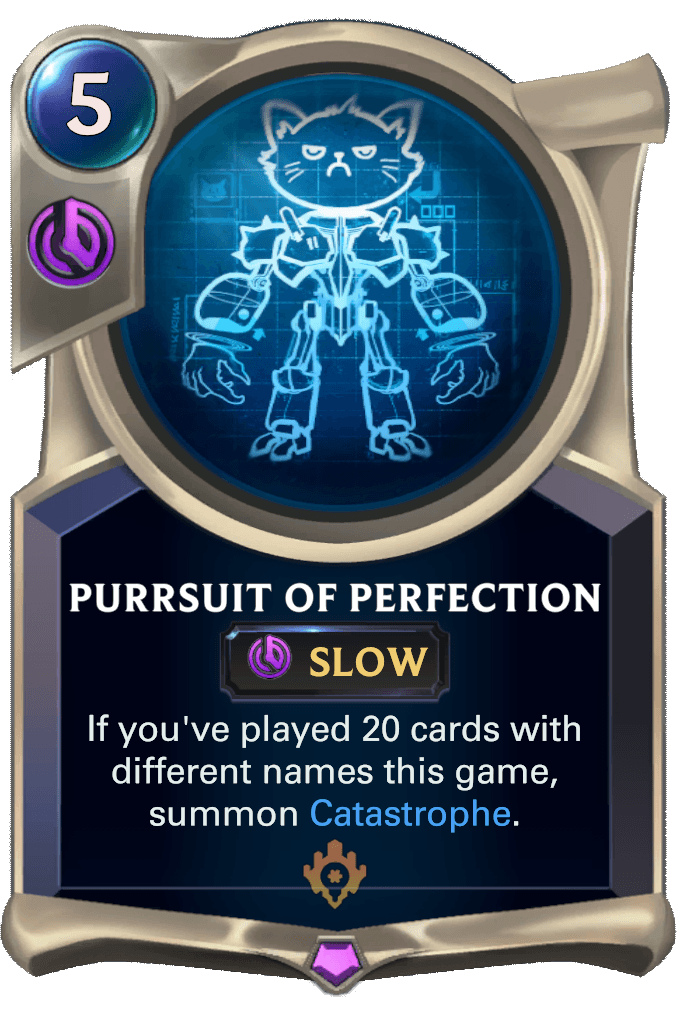 5
PURRSUIT OF PERFECTION
SLOW
If you've played 20 cards with
different names this game,
summon Catastrophe.